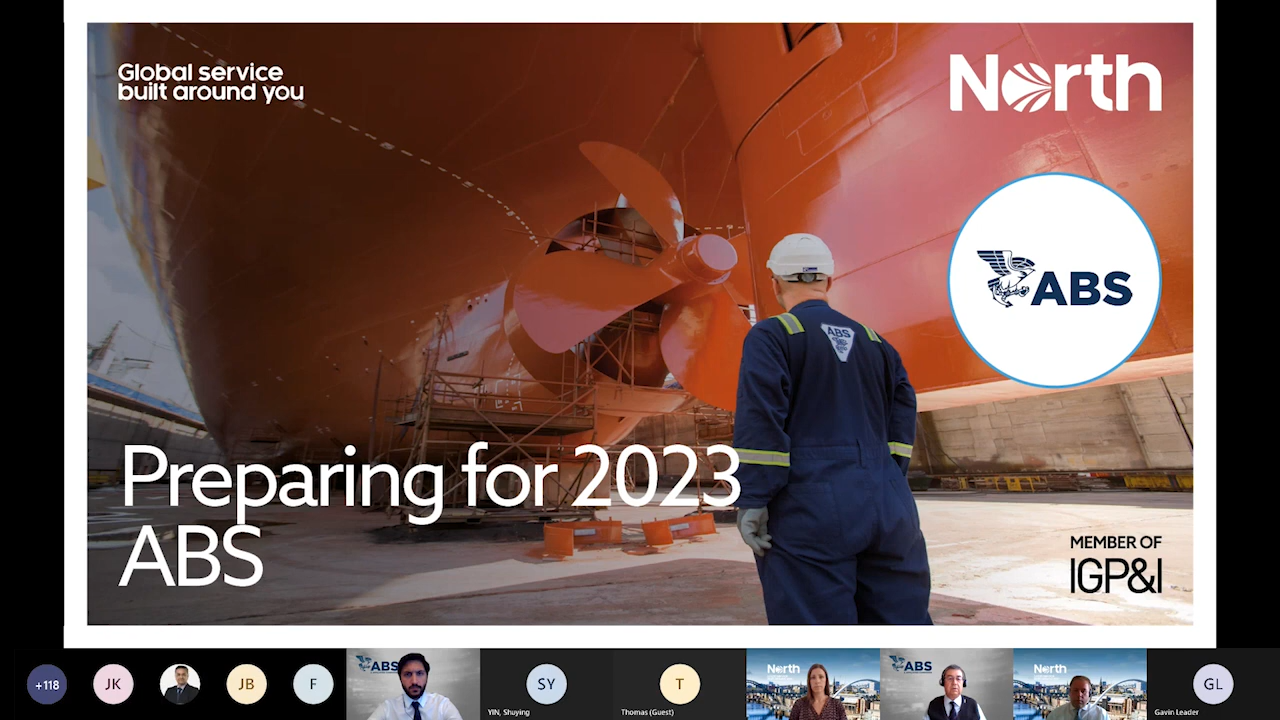 Global service
built around you
North
ABS
ABS
Preparing for 2023
ABS
MEMBER OF
IGP&I
+118
JK
JB
F
ABS
SY
YIN, Shuying
T
Thomas (Guest)
North
ABS
North
GL
Gavin Leader